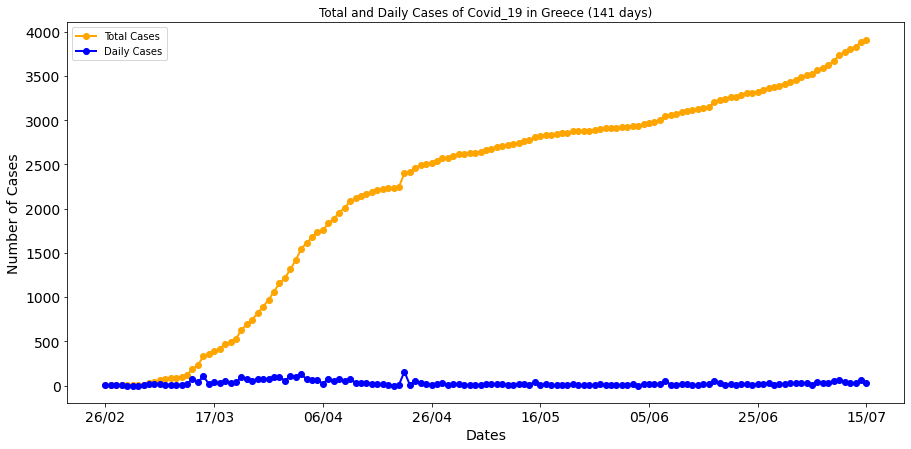 Total and Daily Cases of Covid_19 in Greece (141 days)
Total Cases
Daily Cases
Number of Cases
4000
3500
3000
2500
2000
1500
1000
500
0
26/02 17/03 06/04 26/04 16/05 05/06 25/06 15/07
Dates